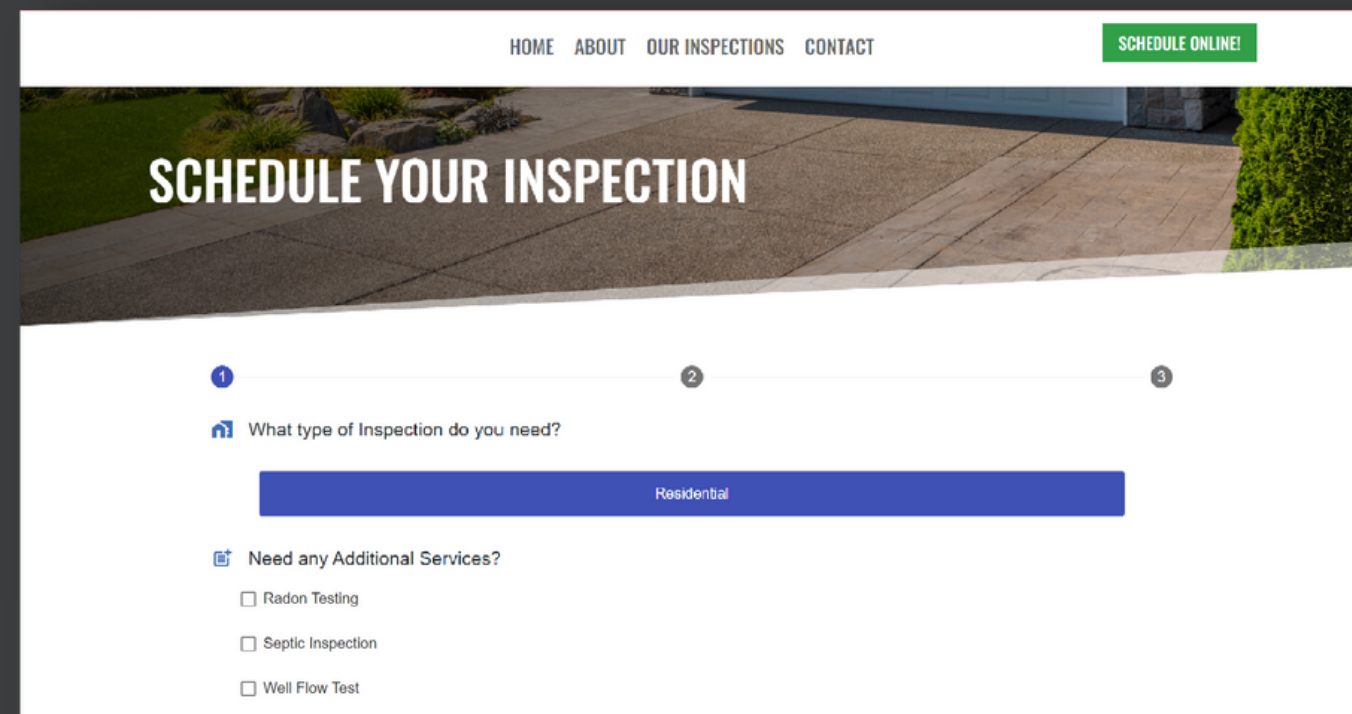 HOME ABOUT OUR INSPECTIONS CONTACT SCHEDULE ONLINE!
SCHEDULE YOUR INSPECTION
1 2 3
What type of Inspection do you need?
Residential
Need any Additional Services?
Radon Testing
Septic Inspection
Well Flow Test